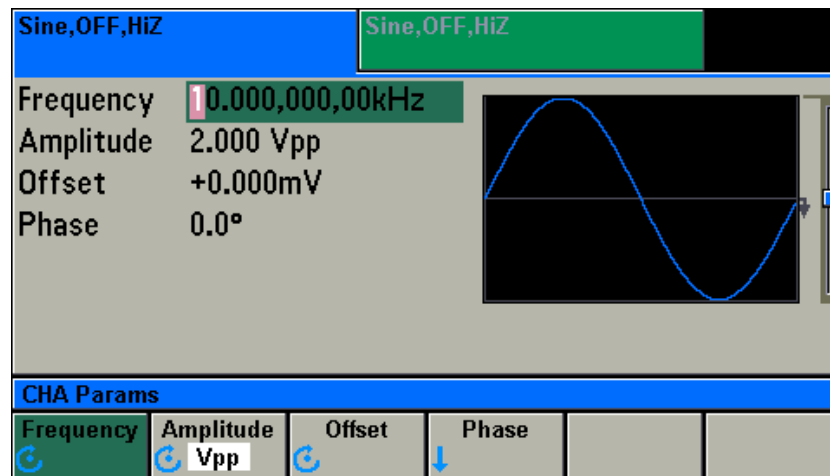 Sine,OFF,HiZ
Sine,OFF,HiZ
Frequency 10.000,000,00kHz
Amplitude 2.000 Vpp
Offset +0.000mV
Phase 0.0°
CHA Params
Frequency Amplitude Offset Phase
Vpp